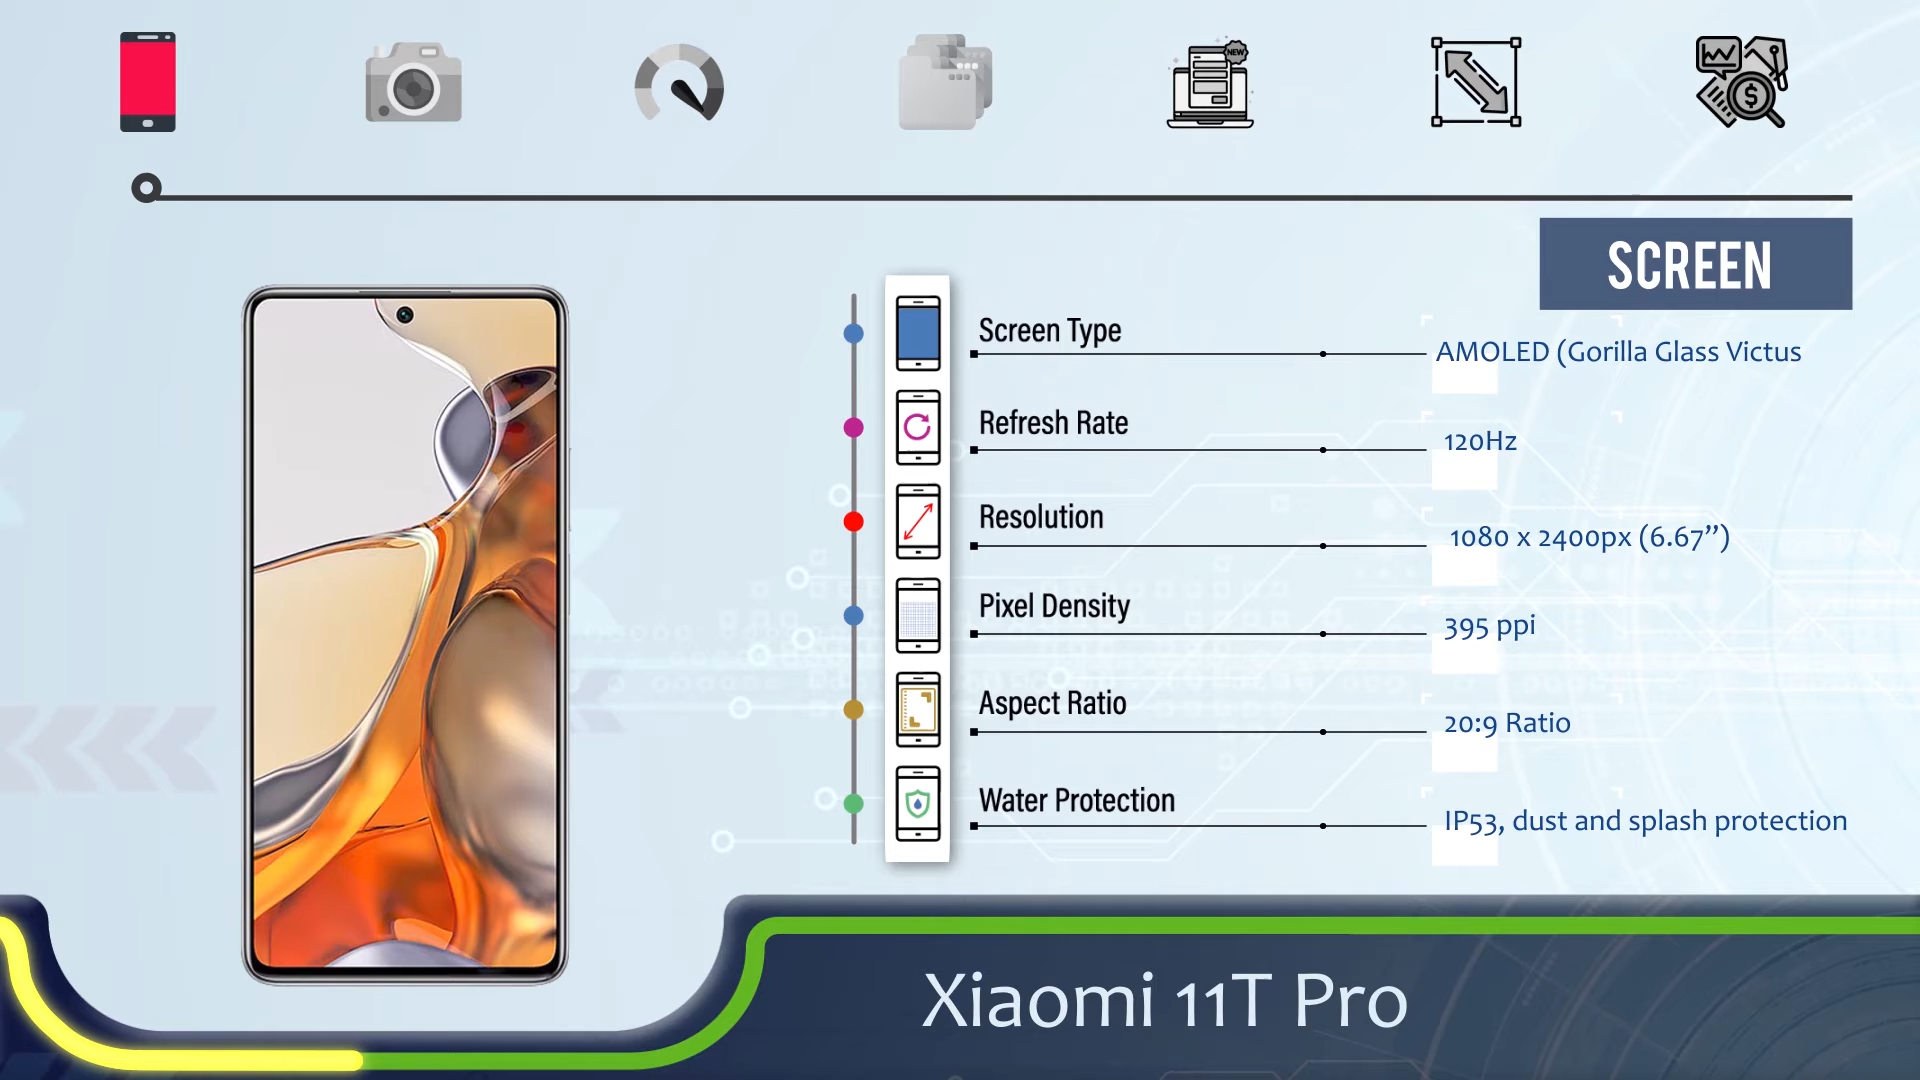 NEW
SCREEN
Screen Type
AMOLED (Gorilla Glass Victus
Refresh Rate
120Hz
Resolution
1080 x 2400px (6.67”)
Pixel Density
395 ppi
Aspect Ratio
20:9 Ratio
Water Protection
IP53, dust and splash protection
Xiaomi 11T Pro